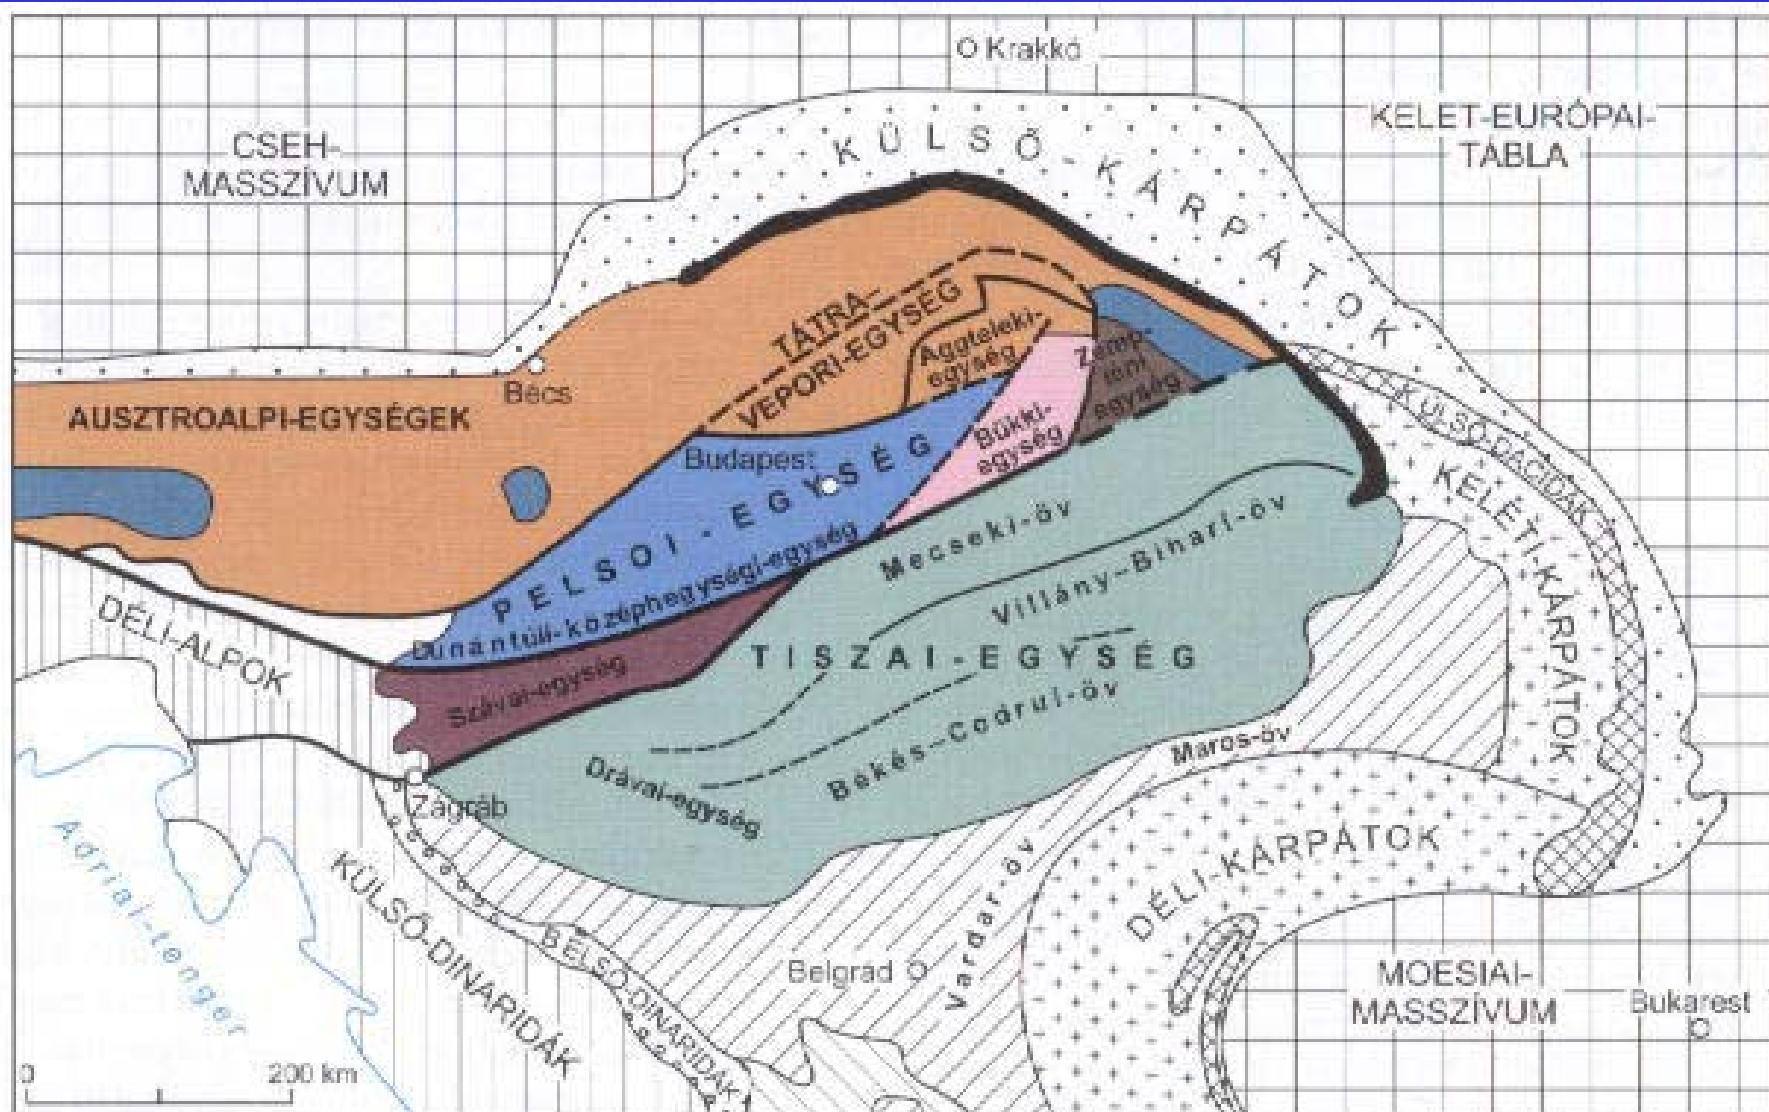 Krakkó
CSEH-
MASSZÍVUM
KELET-EURÓPAI-
TÁBLA
KÜLSŐ-KÁRPÁTOK
TÁTRA-
VEPORI-EGYSÉG
Aggteleki-
egység
Zemp-
léni
egység
Bécs
AUSZTROALPI-EGYSÉGEK
KÜLSŐ-DACIDÁK
Bükki-
egység
Budapest
PELSOI-EGYSÉG
KELETI-KÁRPÁTOK
Mecseki-öv
Villány-Bihari-öv
Dunántúli-középhegységi-egység
DÉLI-ALPOK
TISZAI-EGYSÉG
Szávai-egység
Békés-Codrui-öv
Maros-öv
Drávai-egység
Zágráb
Adriai-tenger
KÜLSŐ-DINARIDÁK
BELSŐ-DINARIDÁK
Vardar-öv
DÉLI-KÁRPÁTOK
Belgrád
MOESIAI-
MASSZÍVUM
Bukarest
0 200 km